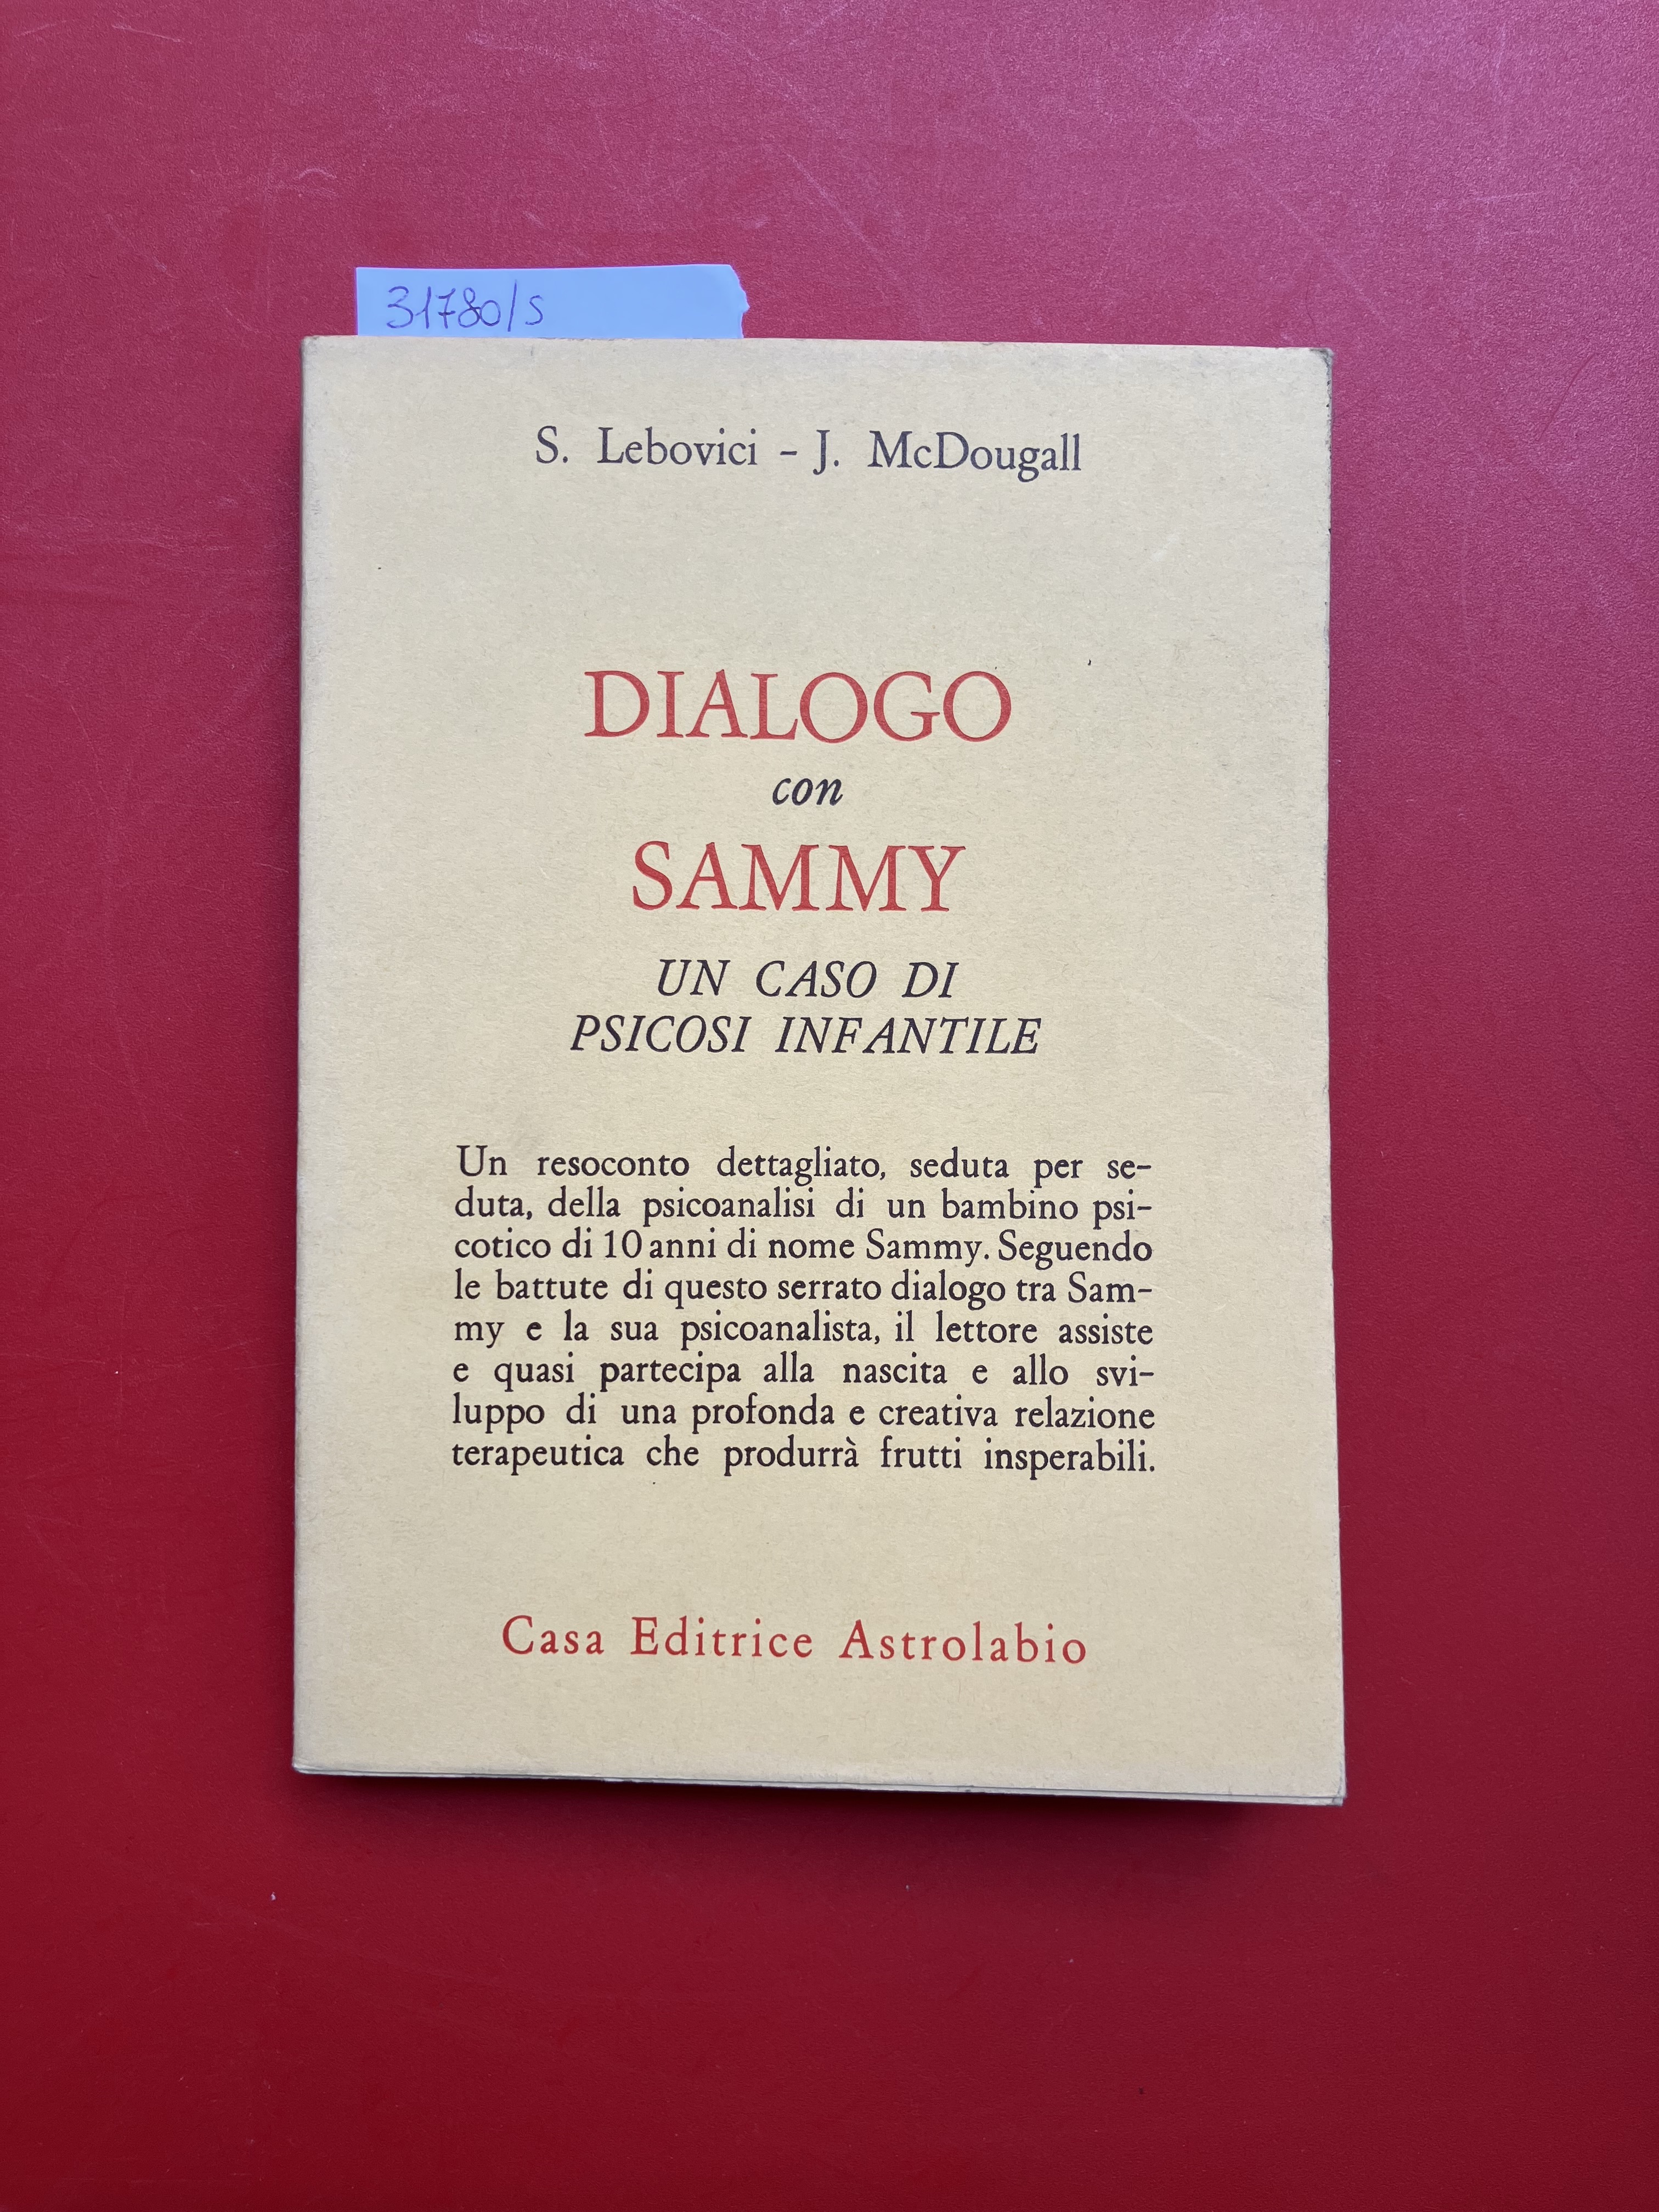 31780/S
S. Lebovici - J. McDougall
DIALOGO
con
SAMMY
UN CASO DI
PSICOSI INFANTILE
Un resoconto dettagliato, seduta per se-
duta, della psicoanalisi di un bambino psi-
cotico di 10 anni di nome Sammy. Seguendo
le battute di questo serrato dialogo tra Sam-
my e la sua psicoanalista, il lettore assiste
e quasi partecipa alla nascita e allo svi-
luppo di una profonda e creativa relazione
terapeutica che produrrà frutti insperabili.
Casa Editrice Astrolabio